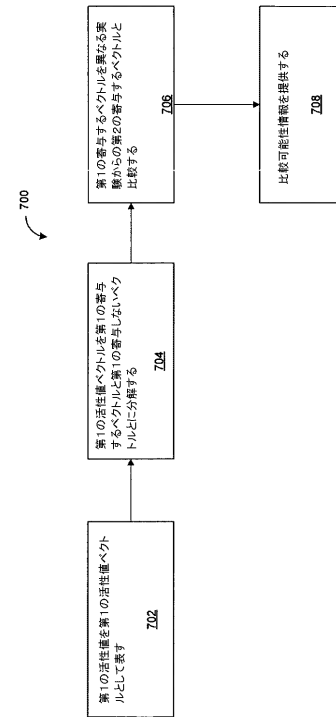 700
第1の活性値を第1の活性値ベクト
ルとして表す
702
第1の活性値ベクトルを第1の寄与
するベクトルと第1の寄与しないベク
トルとに分解する
704
第1の寄与するベクトルを異なる実
験からの第2の寄与するベクトルと
比較する
706
比較可能性情報を提供する
708